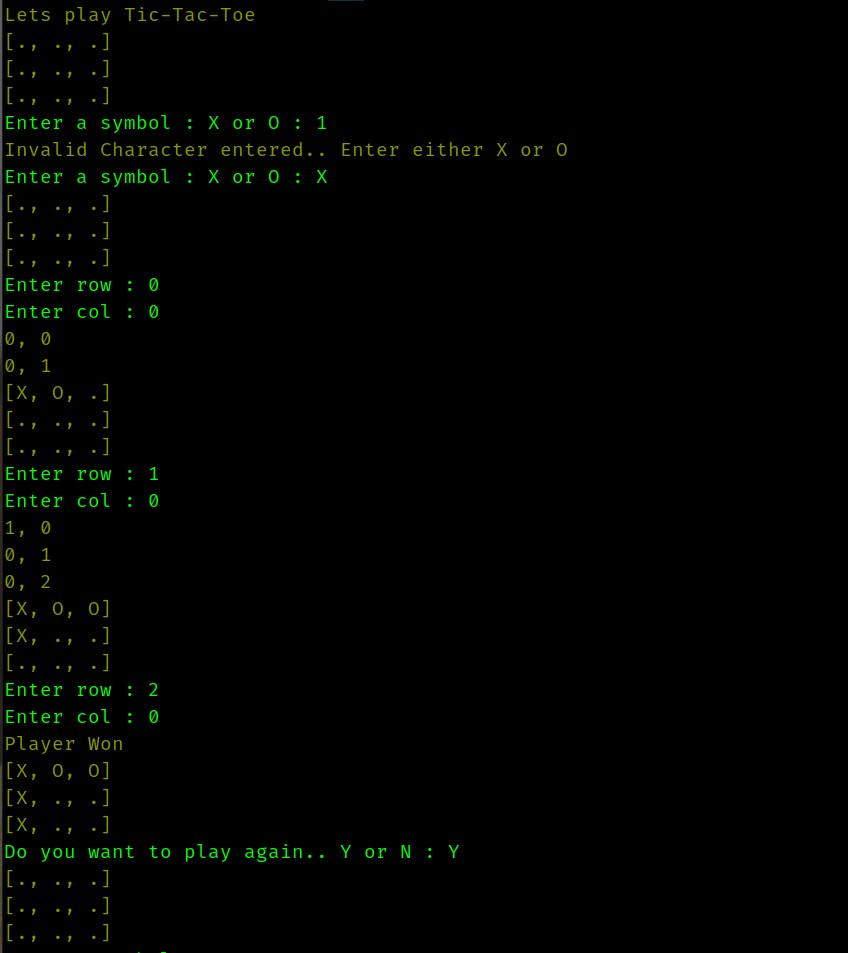 Lets play Tic-Tac-Toe
[., ., .]
[., ., .]
[., ., .]
Enter a symbol : X or O : 1
Invalid Character entered.. Enter either X or O
Enter a symbol : X or O : X
[., ., .]
[., ., .]
[., ., .]
Enter row : 0
Enter col : 0
0, 0
0, 1
[X, O, .]
[., ., .]
[., ., .]
Enter row : 1
Enter col : 0
1, 0
0, 1
0, 2
[X, O, O]
[X, ., .]
[., ., .]
Enter row : 2
Enter col : 0
Player Won
[X, O, O]
[X, ., .]
[X, ., .]
Do you want to play again.. Y or N : Y
[., ., .]
[., ., .]
[., ., .]